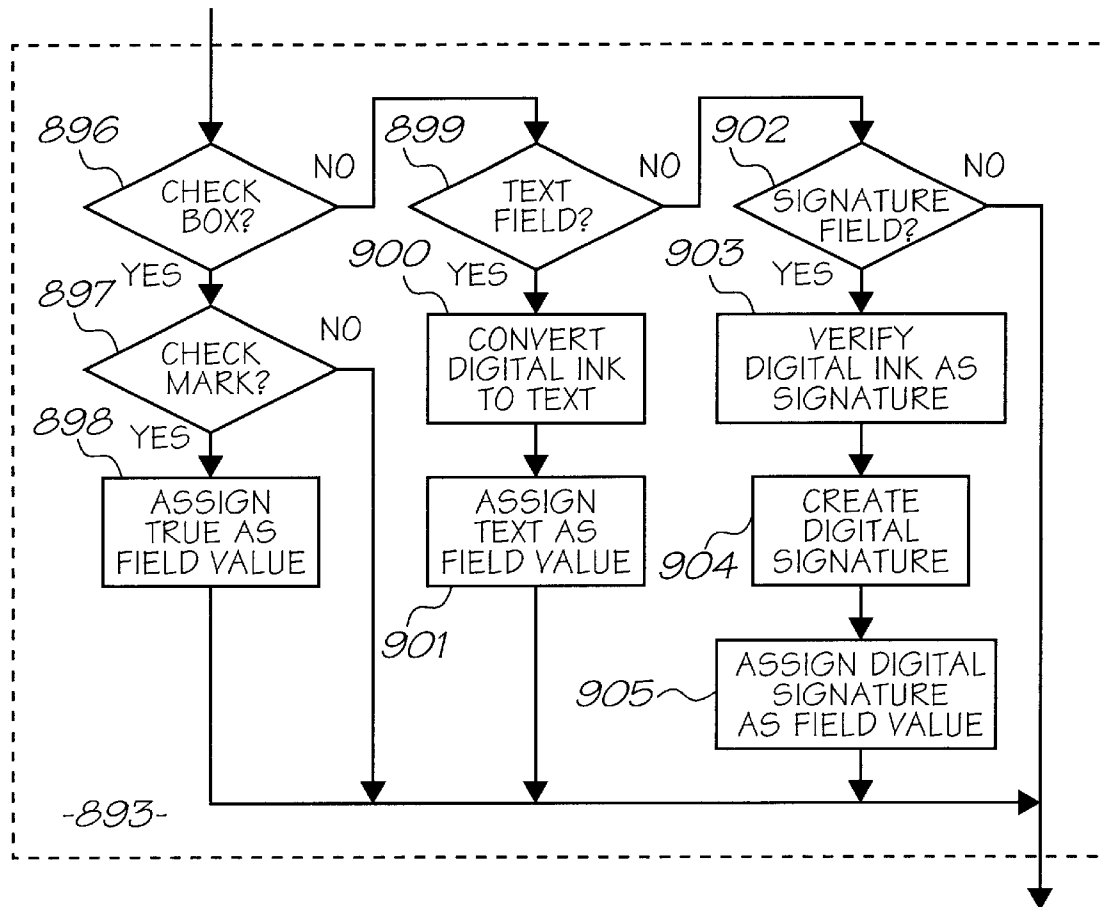 896
CHECK
BOX?
NO
YES
897
CHECK
MARK?
NO
YES
898
ASSIGN
TRUE AS
FIELD VALUE
899
TEXT
FIELD?
NO
YES
900
CONVERT
DIGITAL INK
TO TEXT
ASSIGN
TEXT AS
FIELD VALUE
901
902
SIGNATURE
FIELD?
NO
YES
903
VERIFY
DIGITAL INK AS
SIGNATURE
CREATE
DIGITAL
SIGNATURE
904
ASSIGN DIGITAL
SIGNATURE
AS FIELD VALUE
905
-893-